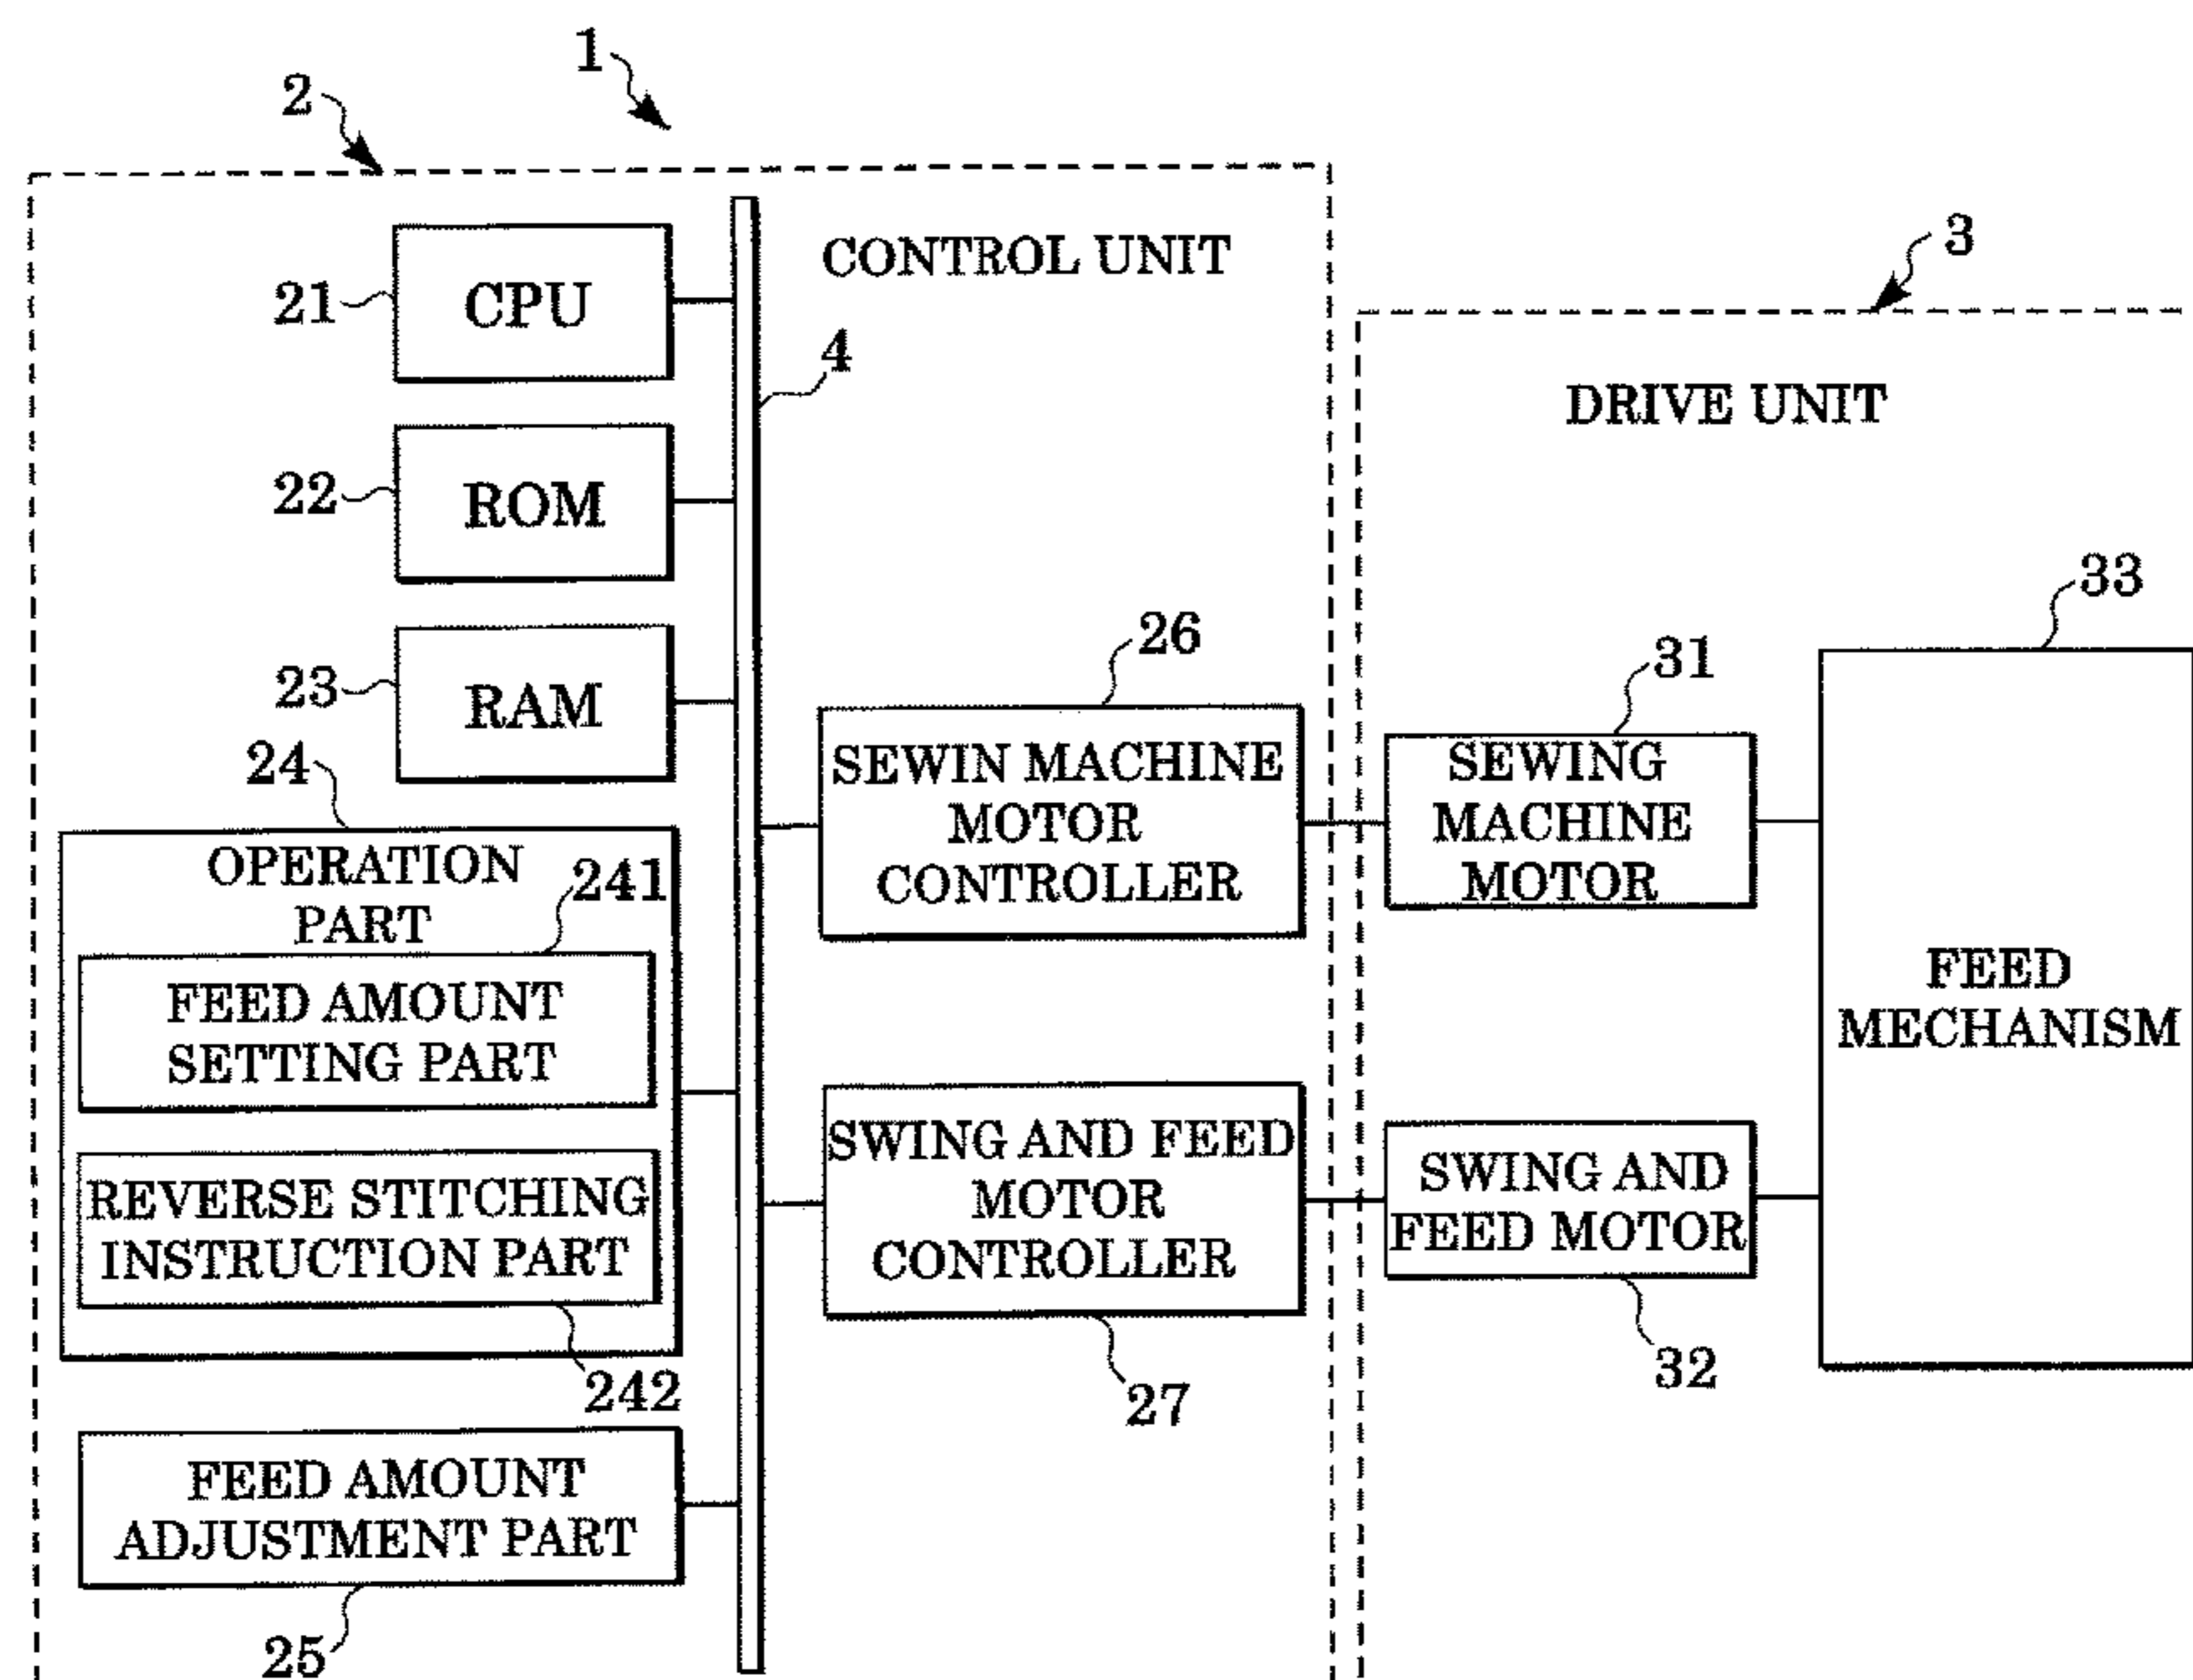 1
2
CONTROL UNIT
3
21
CPU
4
DRIVE UNIT
22
ROM
33
26
31
23
RAM
24
SEWIN MACHINE
MOTOR
CONTROLLER
SEWING
MACHINE
MOTOR
OPERATION
PART
241
FEED AMOUNT
SETTING PART
FEED
MECHANISM
REVERSE STITCHING
INSTRUCTION PART
242
SWING AND FEED
MOTOR
CONTROLLER
27
SWING AND
FEED MOTOR
32
FEED AMOUNT
ADJUSTMENT PART
25